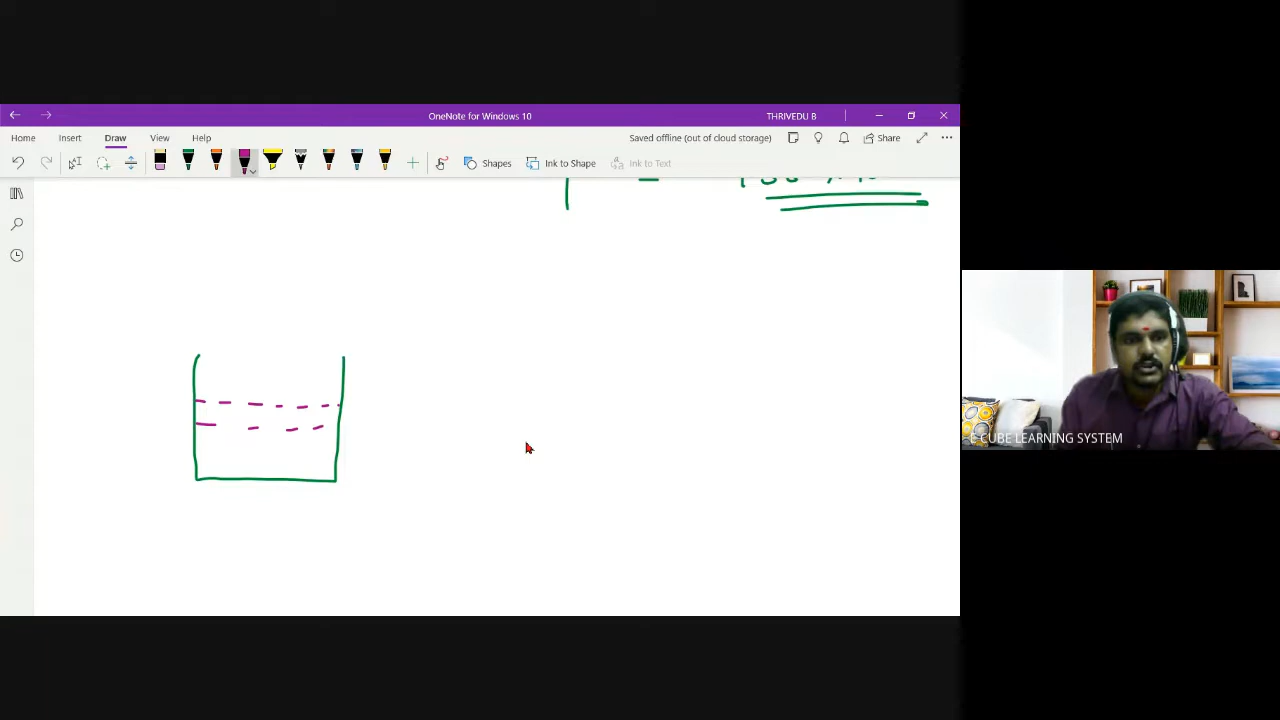 OneNote for Windows 10
THRIVEDU B
Home Insert Draw View Help
Saved offline (out of cloud storage)
Share
Shapes
Ink to Shape
Ink to Text
=
E CUBE LEARNING SYSTEM